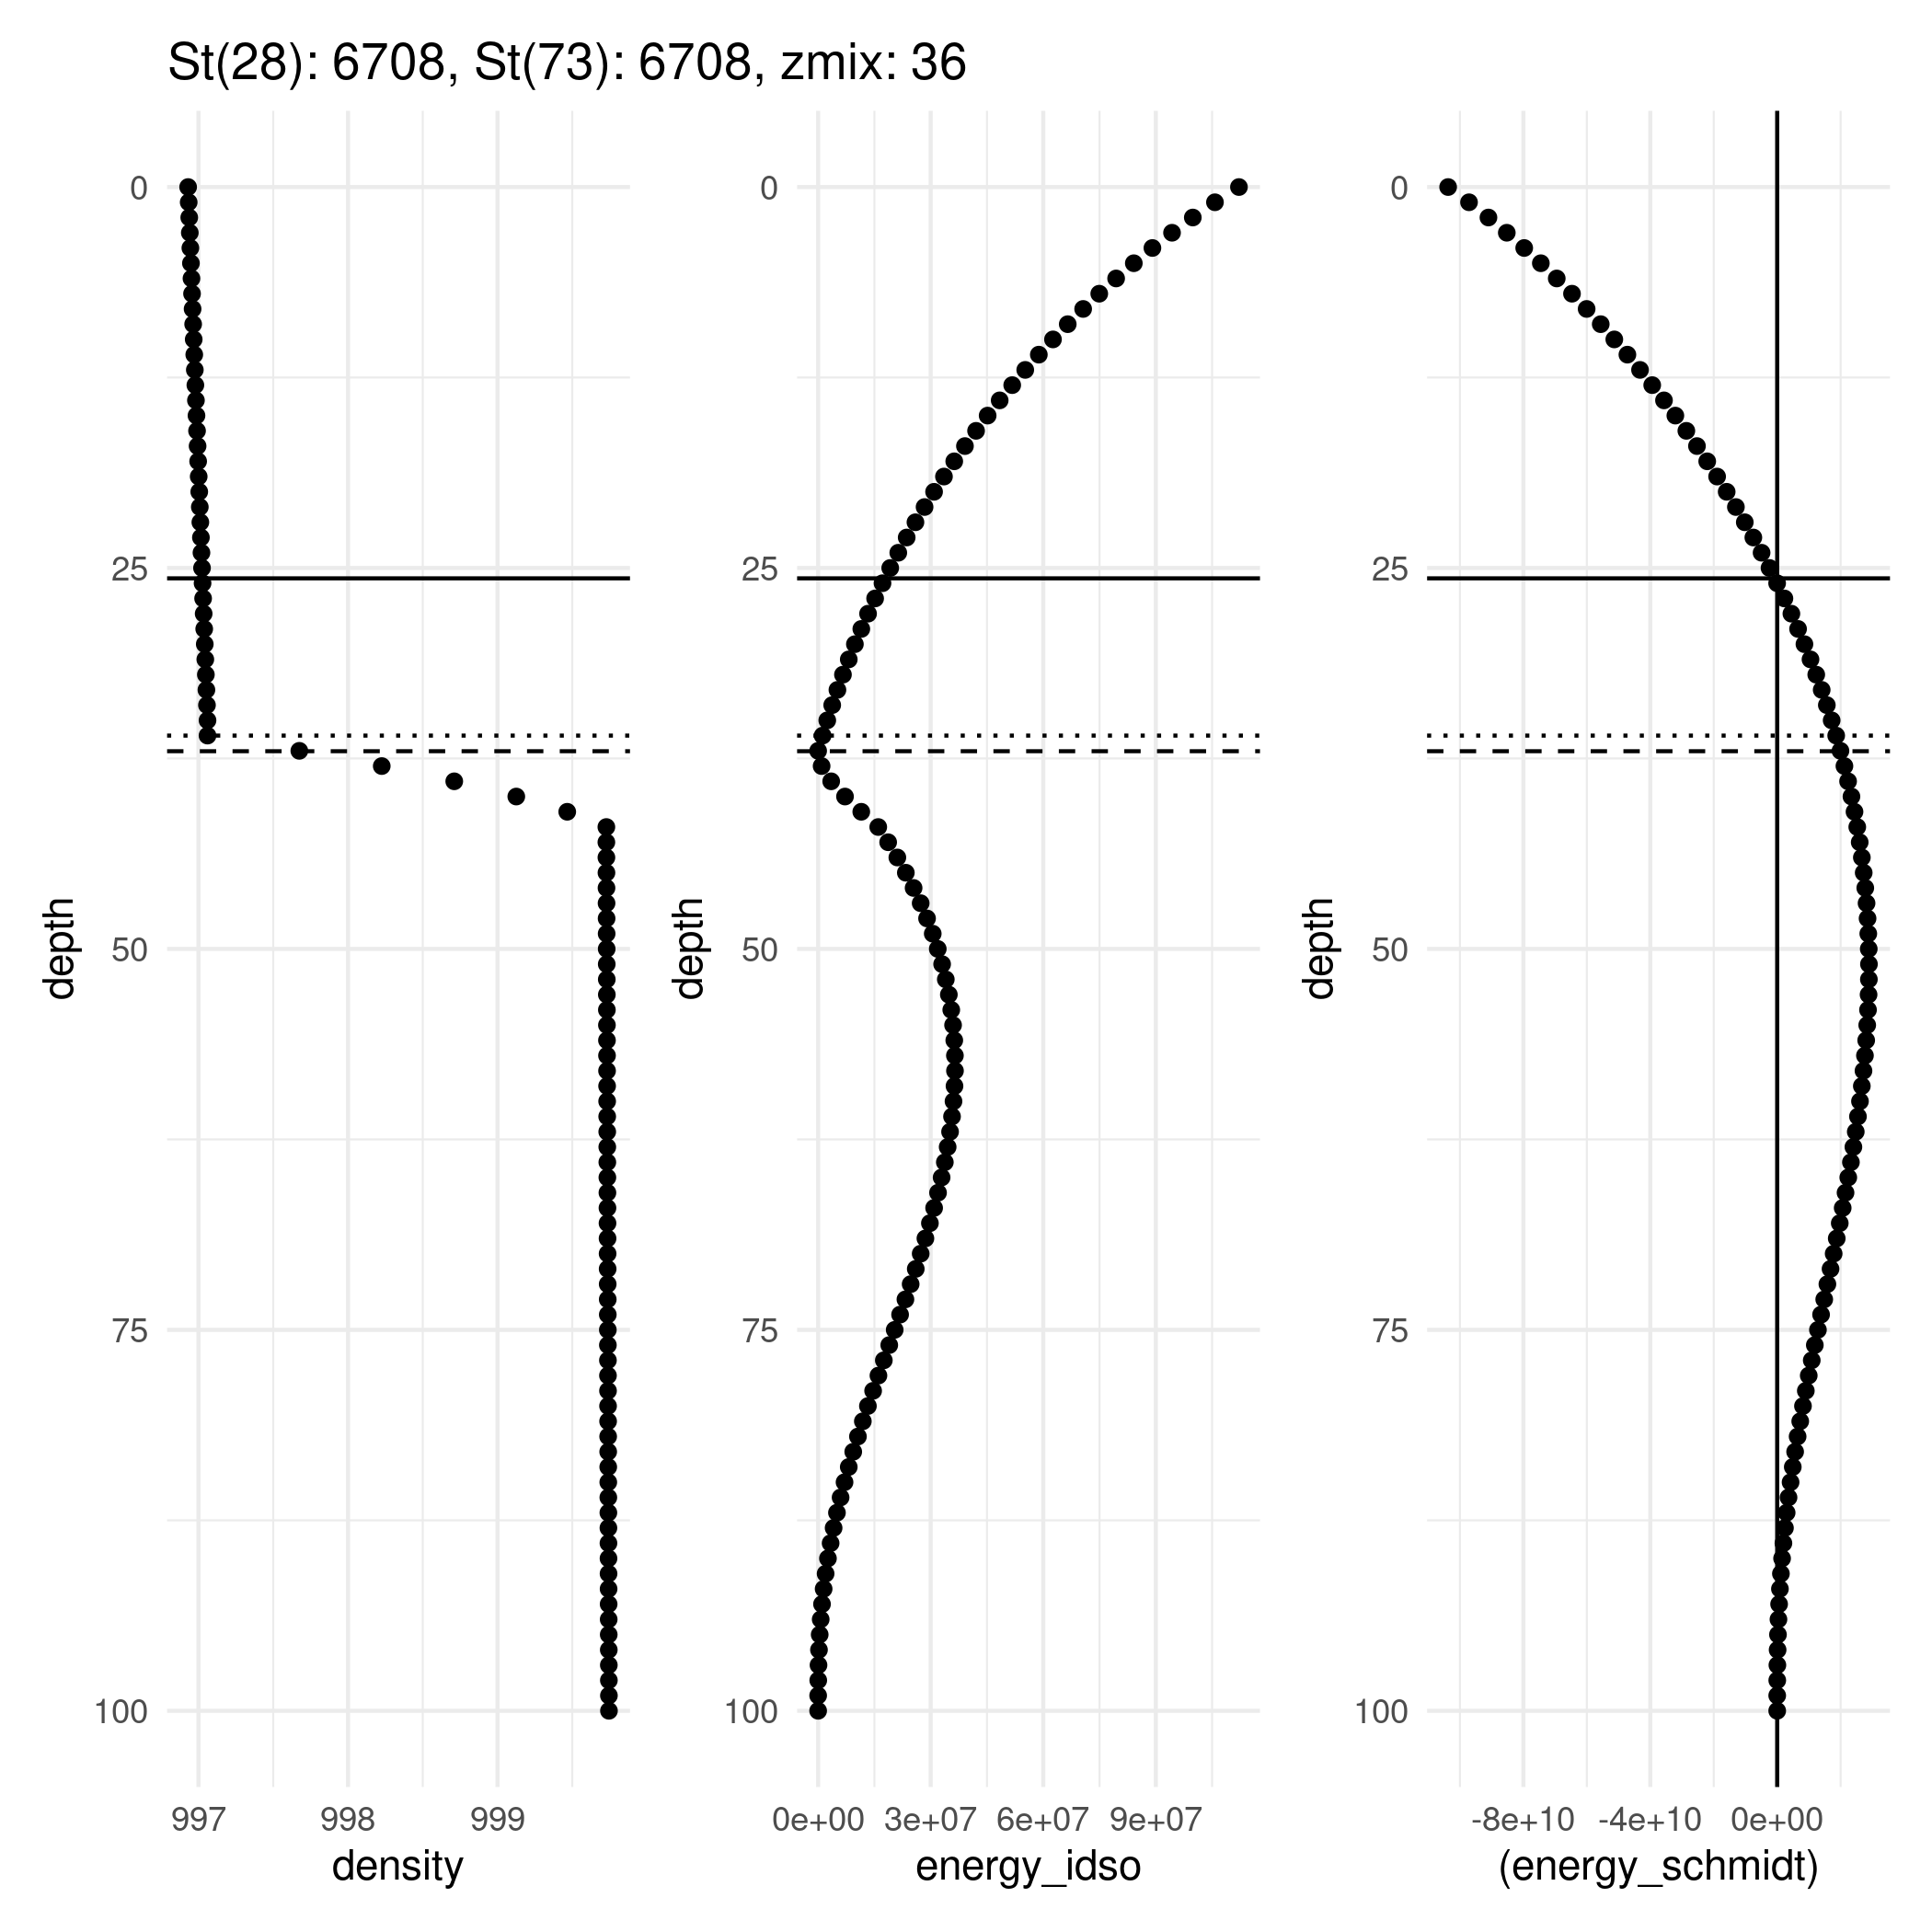 St(28): 6708, St(73): 6708, zmix: 36
0
25
50
75
100
depth
997
998
999
density
0
25
50
75
100
depth
0e+00
3e+07
6e+07
9e+07
energy_idso
0
25
50
75
100
depth
-8e+10
-4e+10
0e+00
(energy_schmidt)